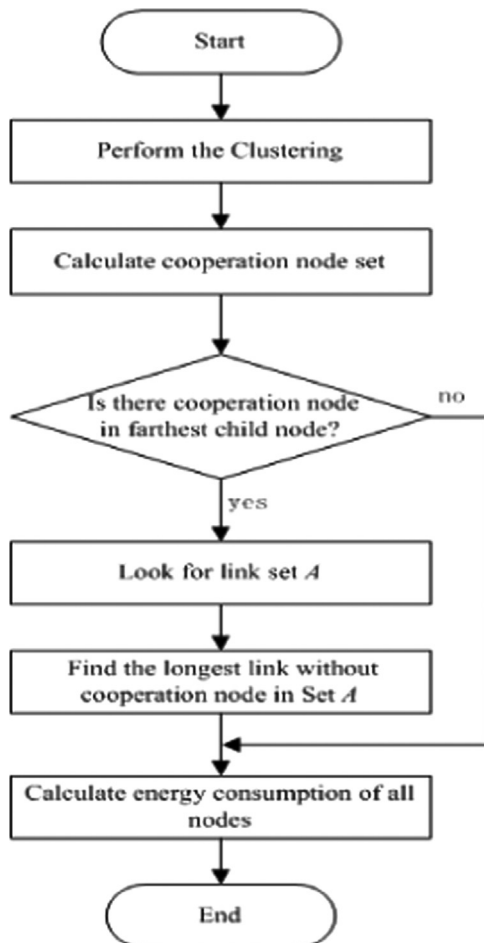 Start
Perform the Clustering
Calculate cooperation node set
Is there cooperation node
in farthest child node?
no
yes
Look for link set A
Find the longest link without
cooperation node in Set A
Calculate energy consumption of all
nodes
End